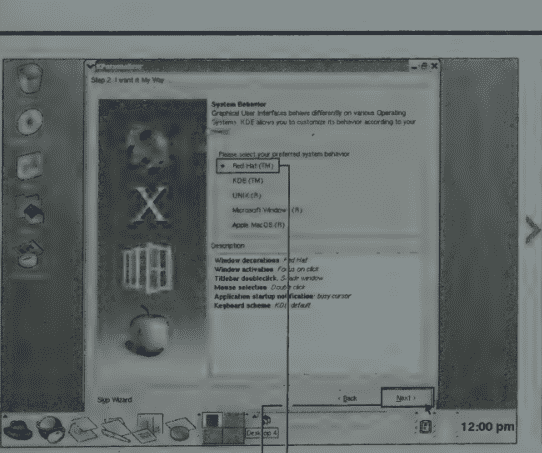 KPersonalizer
Step 2: I want it My Way
System Behavior
Graphical User Interfaces behave differently on various Operating
Systems. KDE allows you to customize its behavior according to your
needs.
Please select your preferred system behavior
Red Hat (TM)
KDE (TM)
UNIX (R)
Microsoft Windows (R)
Apple MacOS (R)
Description
Window decorations: Red Hat
Window activation: Focus on click
Titlebar doubleclick: Shade window
Mouse selection: Double click
Application startup notification: busy cursor
Keyboard scheme: KDE default
Skip Wizard
< Back
Next >
Desktop 4
12:00 pm